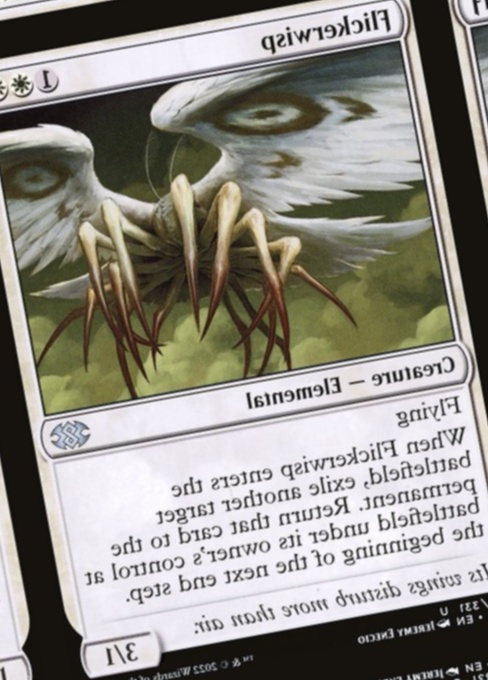 Flickerwisp
1
Creature — Elemental
Flying
When Flickerwisp enters the
battlefield, exile another target
permanent. Return that card to the
battlefield under its owner's control at
the beginning of the next end step.
Its wings disturb more than air.
3/1
/331 U
• EN JEREMY ENECIO
™ & © 2022 Wizards of the